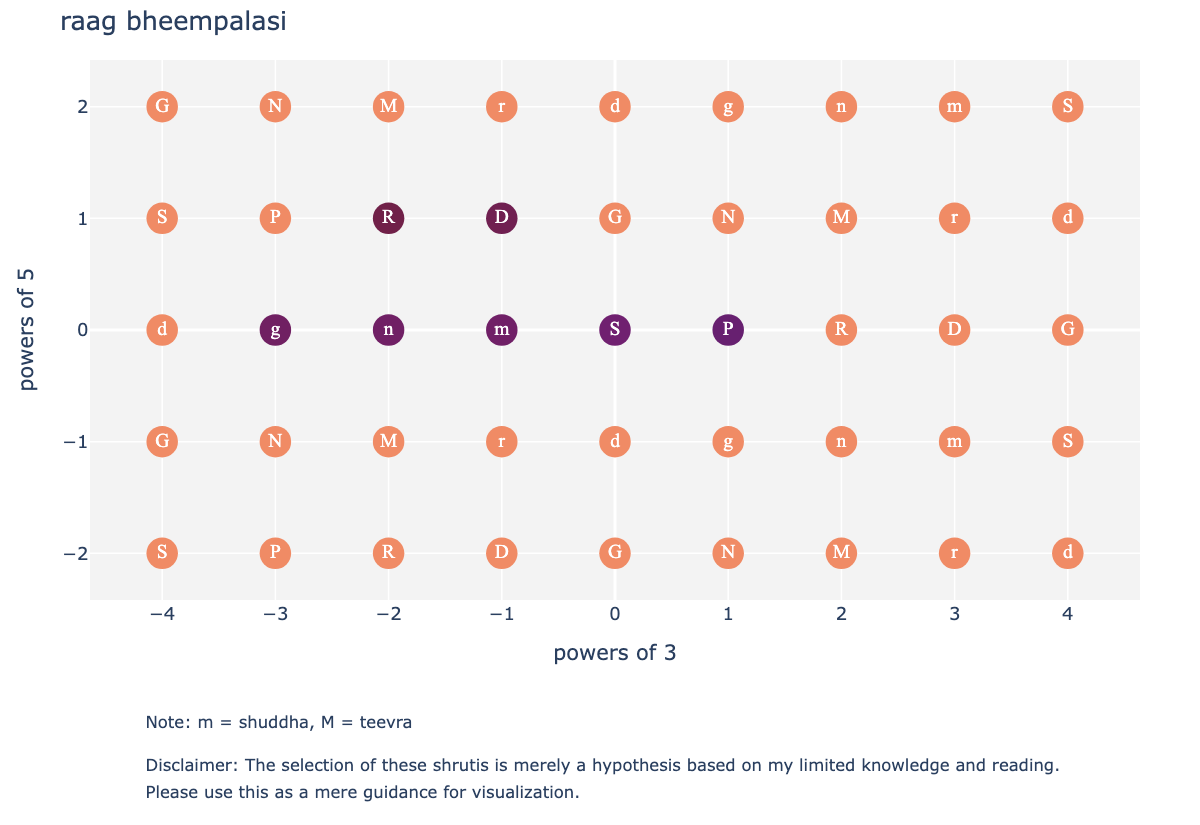 raag bheempalasi
2 G N M r d g n m S
1 S P R D G N M r d
0 d g n m S P R D G
−1 G N M r d g n m S
−2 S P R D G N M r d
powers of 5
−4 −3 −2 −1 0 1 2 3 4
powers of 3
Note: m = shuddha, M = teevra
Disclaimer: The selection of these shrutis is merely a hypothesis based on my limited knowledge and reading.
Please use this as a mere guidance for visualization.